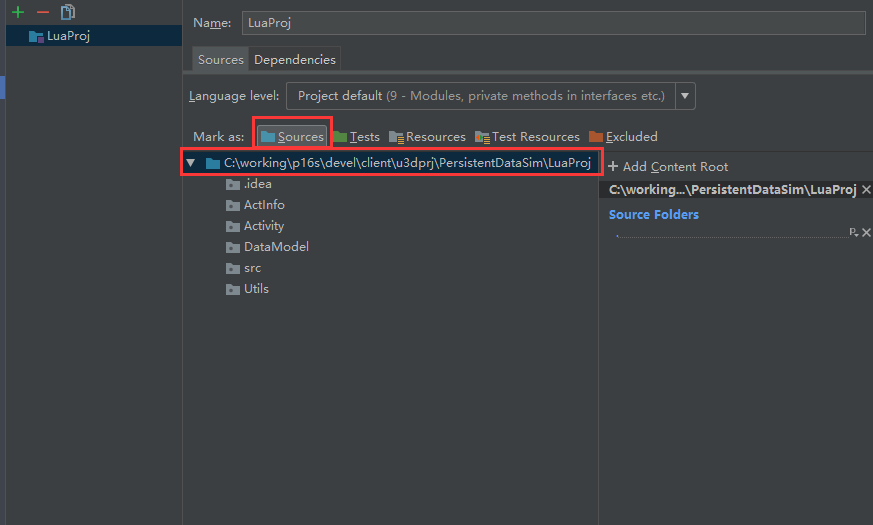 LuaProj
Name: LuaProj
Sources Dependencies
Language level: Project default (9 - Modules, private methods in interfaces etc.)
Mark as: Sources Tests Resources Test Resources Excluded
C:\working\p16s\devel\client\u3dprj\PersistentDataSim\LuaProj
.idea
ActInfo
Activity
DataModel
src
Utils
+ Add Content Root
C:\working...\PersistentDataSim\LuaProj
Source Folders
.